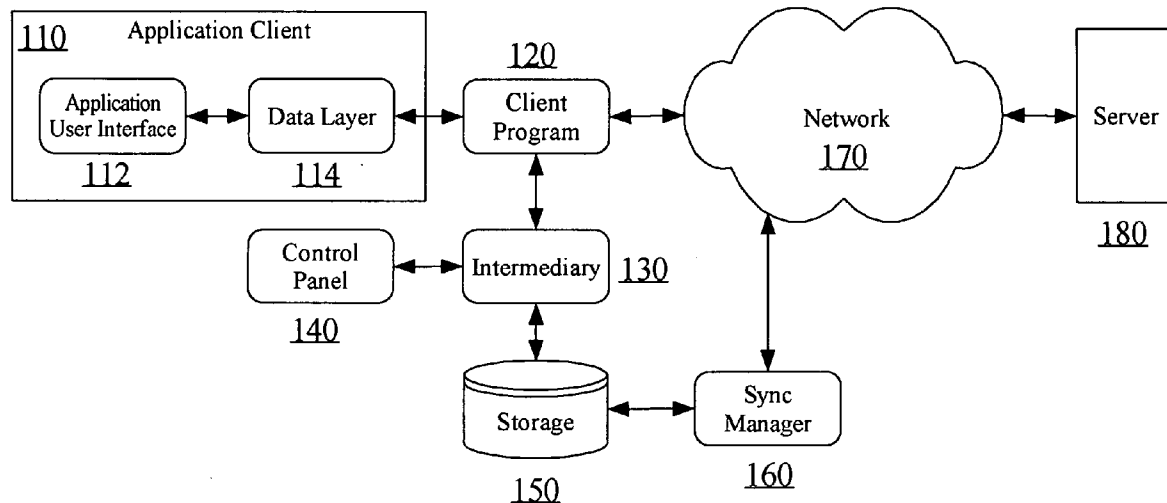 110
Application Client
Application
User Interface
112
Data Layer
114
120
Client
Program
Network
170
Server
180
Control
Panel
140
Intermediary
130
Storage
150
Sync
Manager
160